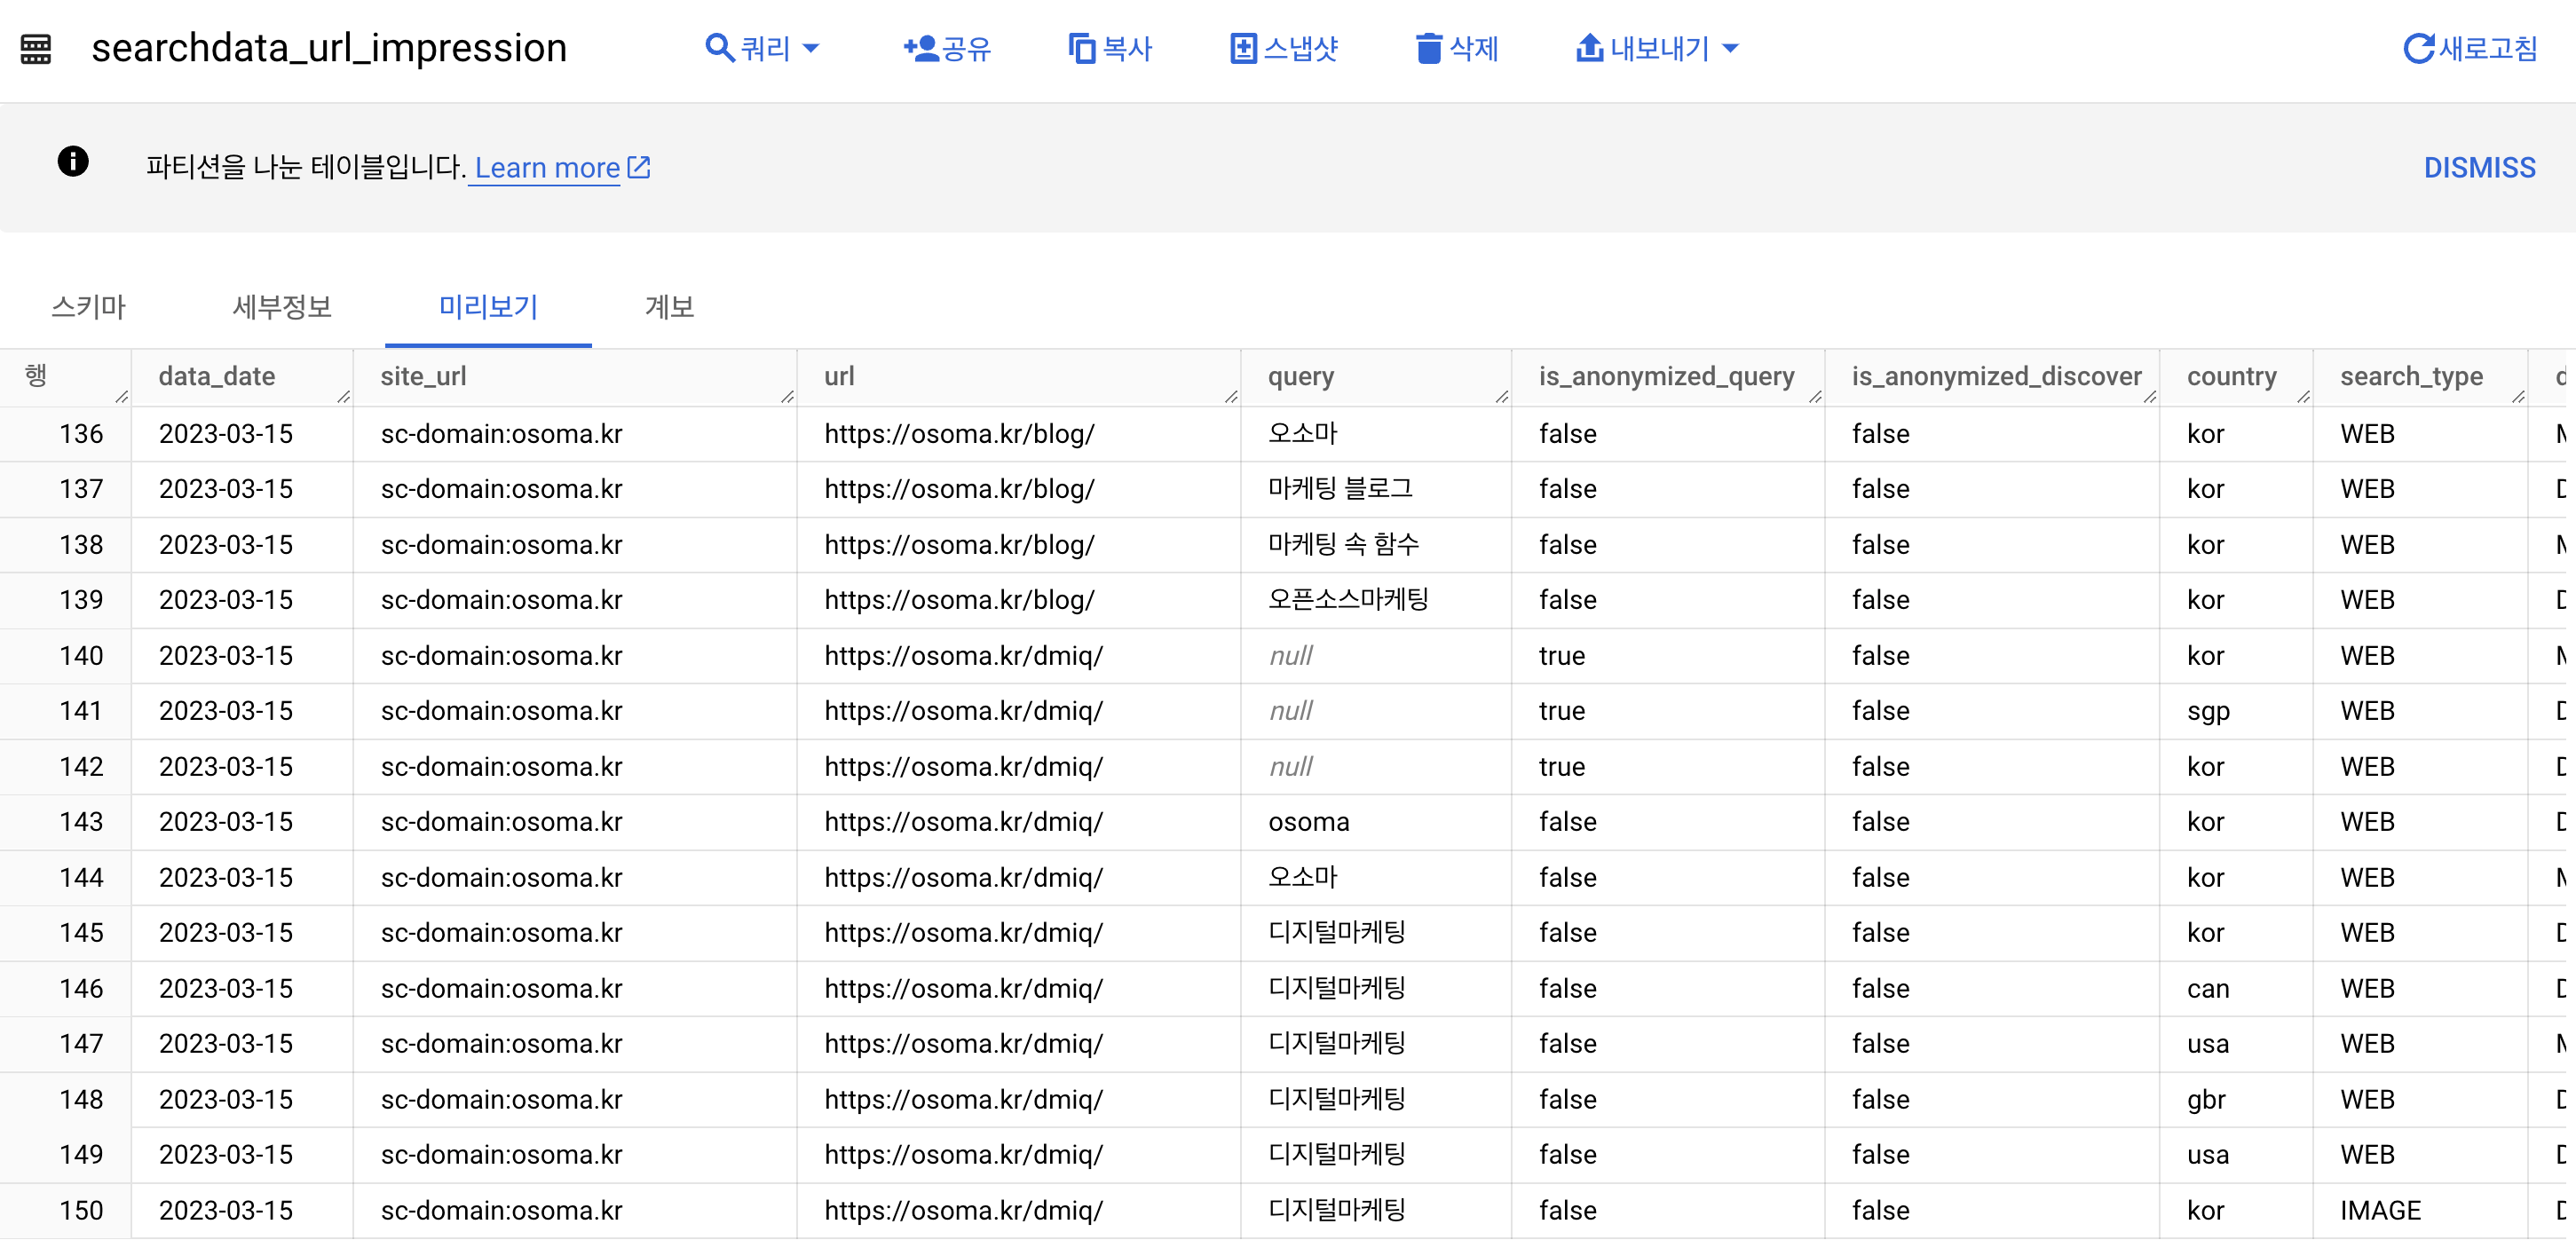 searchdata_url_impression 쿼리 공유 복사 스냅샷 삭제 내보내기 새로고침
파티션을 나눈 테이블입니다. Learn more DISMISS
스키마 세부정보 미리보기 계보
행 data_date site_url url query is_anonymized_query is_anonymized_discover country search_type
136 2023-03-15 sc-domain:osoma.kr https://osoma.kr/blog/ 오소마 false false kor WEB
137 2023-03-15 sc-domain:osoma.kr https://osoma.kr/blog/ 마케팅 블로그 false false kor WEB
138 2023-03-15 sc-domain:osoma.kr https://osoma.kr/blog/ 마케팅 속 함수 false false kor WEB
139 2023-03-15 sc-domain:osoma.kr https://osoma.kr/blog/ 오픈소스마케팅 false false kor WEB
140 2023-03-15 sc-domain:osoma.kr https://osoma.kr/dmiq/ null true false kor WEB
141 2023-03-15 sc-domain:osoma.kr https://osoma.kr/dmiq/ null true false sgp WEB
142 2023-03-15 sc-domain:osoma.kr https://osoma.kr/dmiq/ null true false kor WEB
143 2023-03-15 sc-domain:osoma.kr https://osoma.kr/dmiq/ osoma false false kor WEB
144 2023-03-15 sc-domain:osoma.kr https://osoma.kr/dmiq/ 오소마 false false kor WEB
145 2023-03-15 sc-domain:osoma.kr https://osoma.kr/dmiq/ 디지털마케팅 false false kor WEB
146 2023-03-15 sc-domain:osoma.kr https://osoma.kr/dmiq/ 디지털마케팅 false false can WEB
147 2023-03-15 sc-domain:osoma.kr https://osoma.kr/dmiq/ 디지털마케팅 false false usa WEB
148 2023-03-15 sc-domain:osoma.kr https://osoma.kr/dmiq/ 디지털마케팅 false false gbr WEB
149 2023-03-15 sc-domain:osoma.kr https://osoma.kr/dmiq/ 디지털마케팅 false false usa WEB
150 2023-03-15 sc-domain:osoma.kr https://osoma.kr/dmiq/ 디지털마케팅 false false kor IMAGE